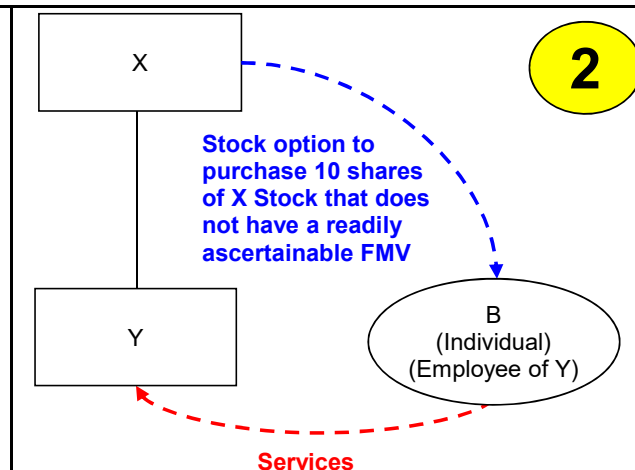 X
2
Stock option to
purchase 10 shares
of X Stock that does
not have a readily
ascertainable FMV
Y
B
(Individual)
(Employee of Y)
Services